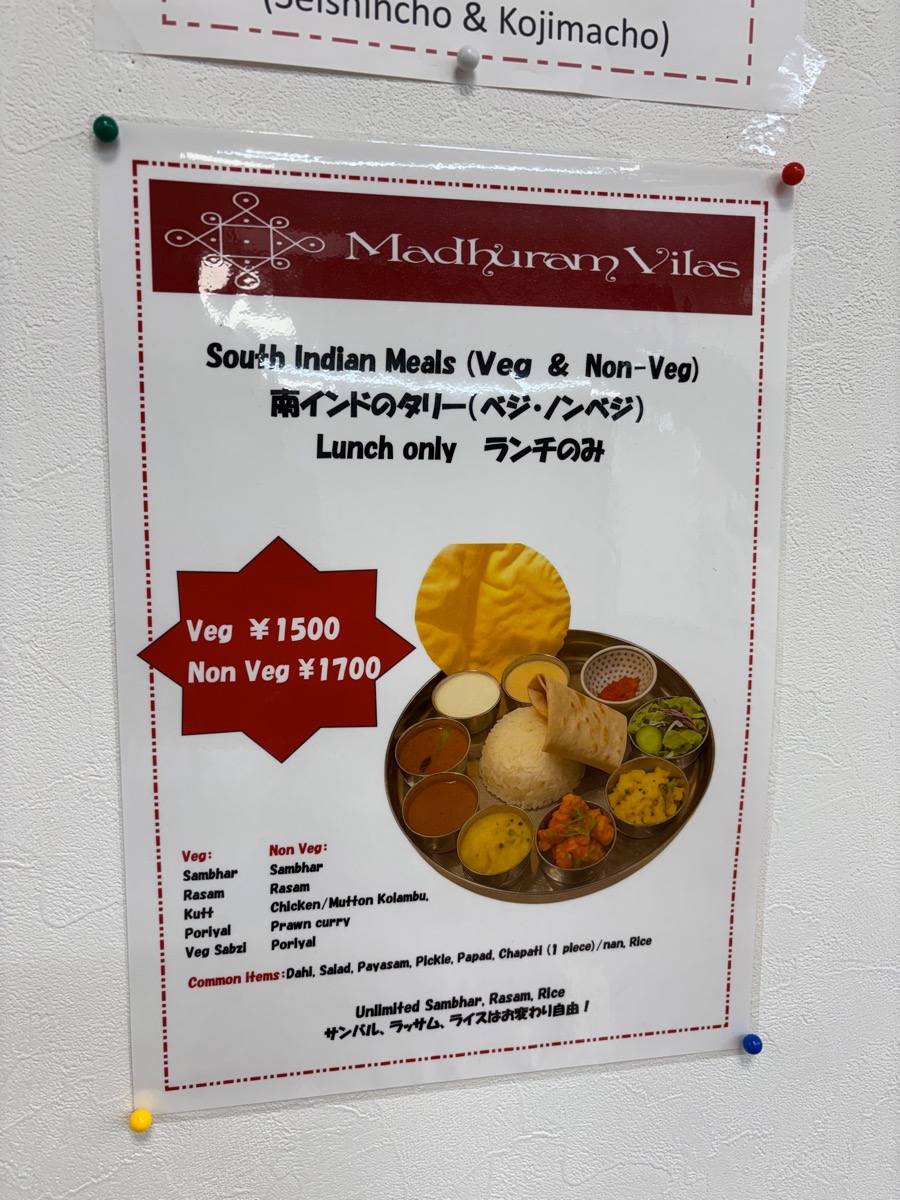 (Seishincho & Kojimacho)
Madhuram Vilas
South Indian Meals (Veg & Non-Veg)
南インドのタリー(ベジ・ノンベジ)
Lunch only ランチのみ
Veg ¥1500
Non Veg ¥1700
Veg:
Sambhar
Rasam
Kutt
Poriyal
Veg Sabzi
Non Veg:
Sambhar
Rasam
Chicken/Mutton Kolambu,
Prawn curry
Poriyal
Common Items:Dahi, Salad, Payasam, Pickle, Papad, Chapati (1 piece)/nan, Rice
Unlimited Sambhar, Rasam, Rice
サンバル、ラッサム、ライスはお変わり自由!